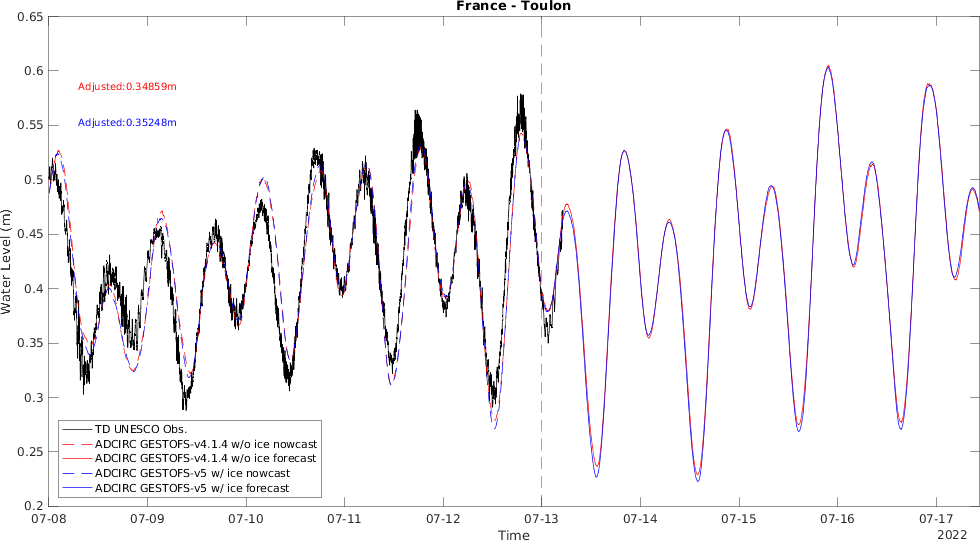 France - Toulon
0.65
0.6
0.55
0.5
0.45
0.4
0.35
0.3
0.25
0.2
Water Level (m)
Adjusted:0.34859m
Adjusted:0.35248m
TD UNESCO Obs.
ADCIRC GESTOFS-v4.1.4 w/o ice nowcast
ADCIRC GESTOFS-v4.1.4 w/o ice forecast
ADCIRC GESTOFS-v5 w/ ice nowcast
ADCIRC GESTOFS-v5 w/ ice forecast
07-08 07-09 07-10 07-11 07-12 07-13 07-14 07-15 07-16 07-17
Time
2022